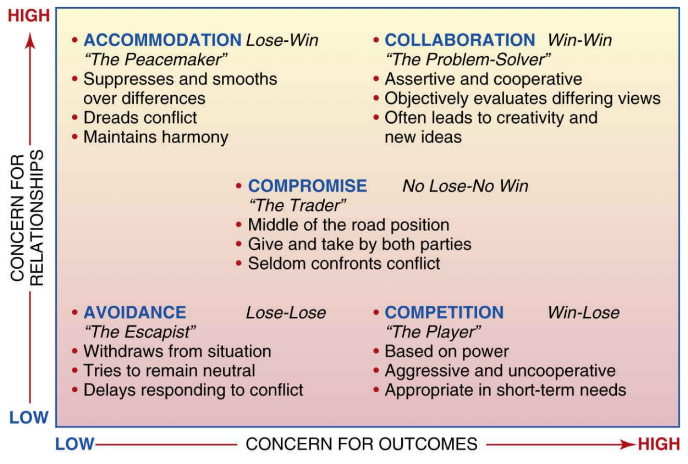 HIGH
• ACCOMMODATION Lose-Win
“The Peacemaker”
• Suppresses and smooths
over differences
• Dreads conflict
• Maintains harmony
• COLLABORATION Win-Win
“The Problem-Solver”
• Assertive and cooperative
• Objectively evaluates differing views
• Often leads to creativity and
new ideas
CONCERN FOR
RELATIONSHIPS
• COMPROMISE No Lose-No Win
“The Trader”
• Middle of the road position
• Give and take by both parties
• Seldom confronts conflict
• AVOIDANCE Lose-Lose
“The Escapist”
• Withdraws from situation
• Tries to remain neutral
• Delays responding to conflict
• COMPETITION Win-Lose
“The Player”
• Based on power
• Aggressive and uncooperative
• Appropriate in short-term needs
LOW
LOW CONCERN FOR OUTCOMES HIGH